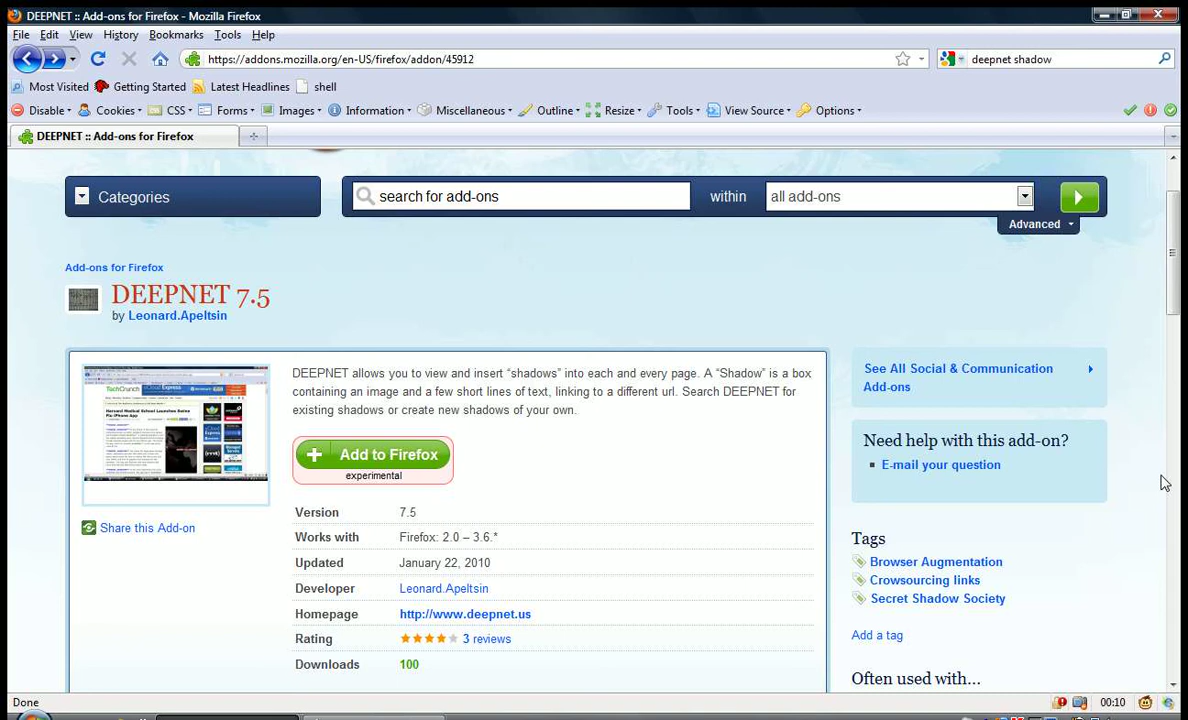 DEEPNET :: Add-ons for Firefox - Mozilla Firefox
File Edit View History Bookmarks Tools Help
https://addons.mozilla.org/en-US/firefox/addon/45912
deepnet shadow
Most Visited Getting Started Latest Headlines shell
Disable Cookies CSS Forms Images Information Miscellaneous Outline Resize Tools View Source Options
DEEPNET :: Add-ons for Firefox
Categories
search for add-ons within all add-ons
Advanced
Add-ons for Firefox
DEEPNET 7.5
by Leonard.Apeltsin
TechCrunch
Harvard Medical School Launches Swine Flu iPhone App
DEEPNET allows you to view and insert “shadows” into each and every page. A “Shadow” is a box
containing an image and a few short lines of text, linking to a different url. Search DEEPNET for
existing shadows or create new shadows of your own.
Add to Firefox
experimental
Share this Add-on
Version 7.5
Works with Firefox: 2.0 – 3.6.*
Updated January 22, 2010
Developer Leonard.Apeltsin
Homepage http://www.deepnet.us
Rating 3 reviews
Downloads 100
See All Social & Communication
Add-ons
Need help with this add-on?
E-mail your question
Tags
Browser Augmentation
Crowsourcing links
Secret Shadow Society
Add a tag
Often used with...
Done
00:10